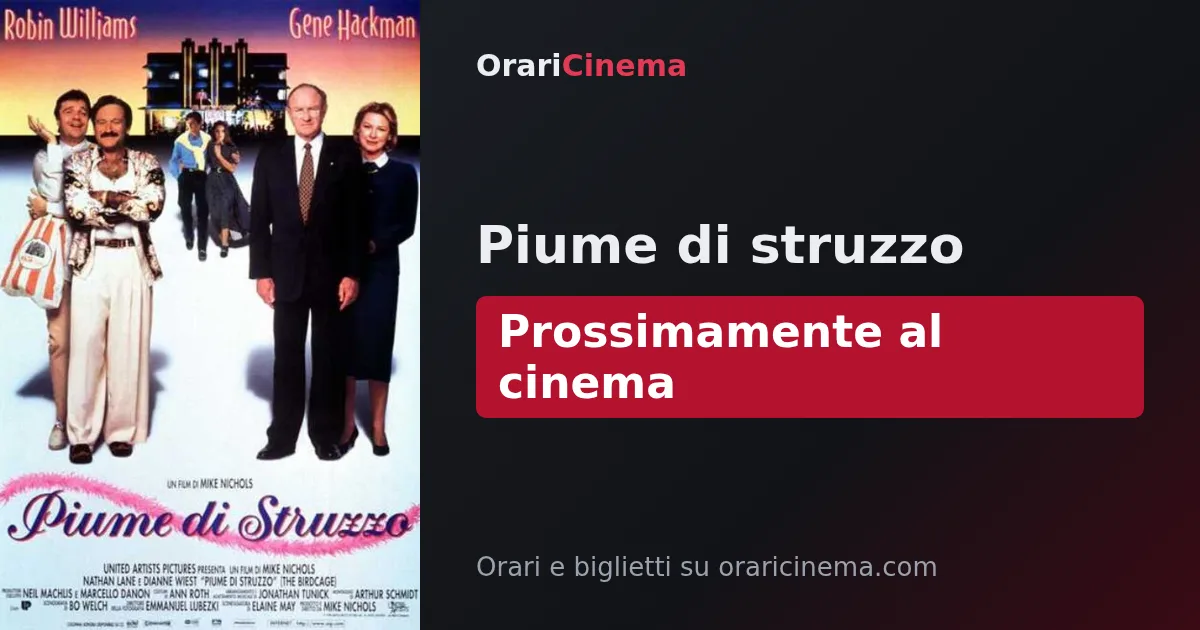 Robin Williams Gene Hackman
UN FILM DI MIKE NICHOLS
Piume di Struzzo
UNITED ARTISTS PICTURES PRESENTA UN FILM DI MIKE NICHOLS
NATHAN LANE E DIANNE WIEST "PIUME DI STRUZZO" (THE BIRDCAGE)
NEIL MACHLIS E MARCELLO DANON ANN ROTH JONATHAN TUNICK ARTHUR SCHMIDT
BO WELCH EMMANUEL LUBEZKI ELAINE MAY MIKE NICHOLS
OrariCinema
Piume di struzzo
Prossimamente al
cinema
Orari e biglietti su oraricinema.com